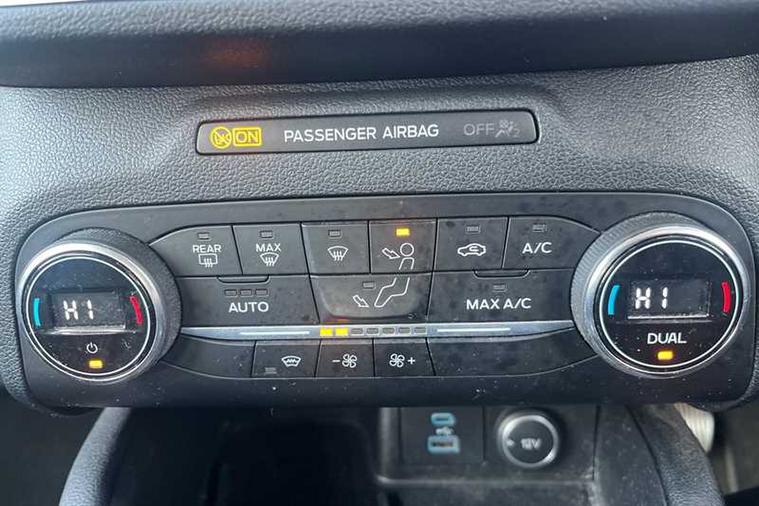 ON PASSENGER AIRBAG OFF
REAR MAX A/C
AUTO MAX A/C
HI HI
DUAL
- +
12V